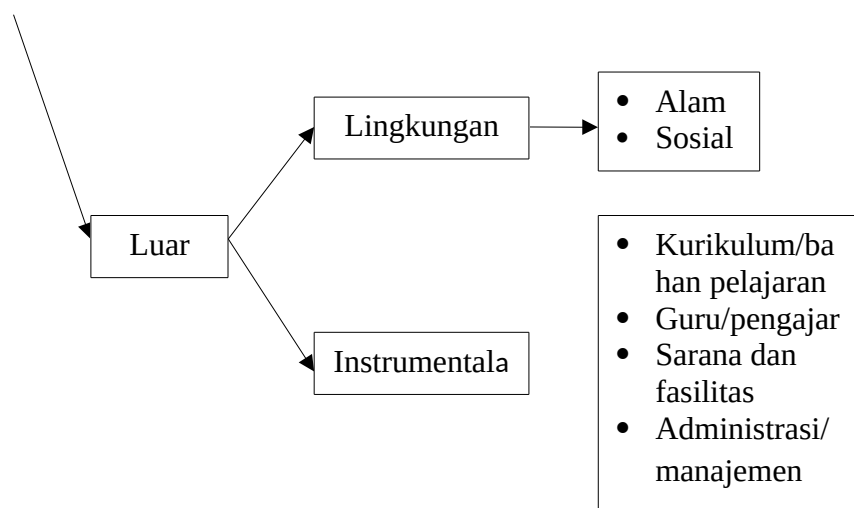 Lingkungan
• Alam
• Sosial
Luar
Instrumentala
• Kurikulum/ba
han pelajaran
• Guru/pengajar
• Sarana dan
fasilitas
• Administrasi/
manajemen